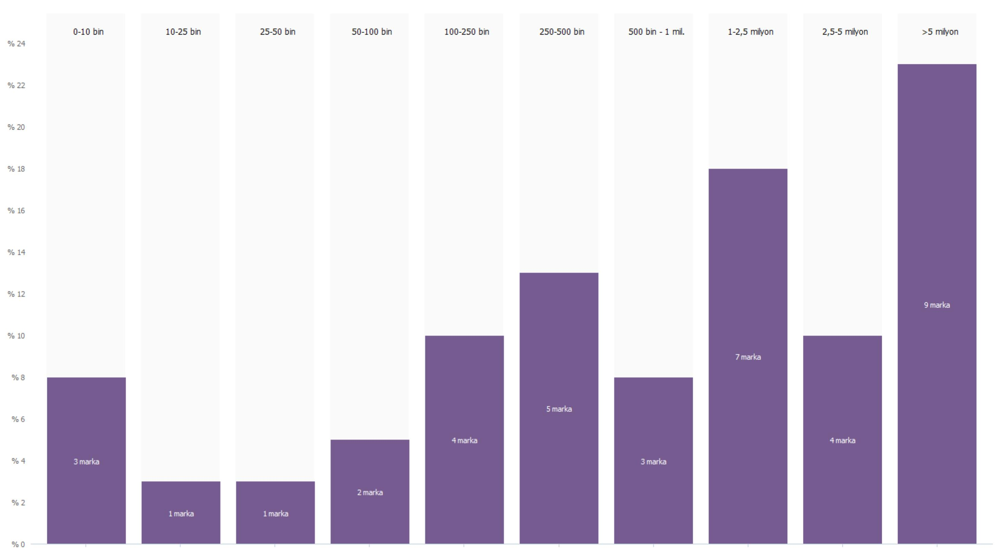 0-10 bin
10-25 bin
25-50 bin
50-100 bin
100-250 bin
250-500 bin
500 bin - 1 mil.
1-2,5 milyon
2,5-5 milyon
>5 milyon
% 24
% 22
% 20
% 18
% 16
% 14
% 12
% 10
% 8
% 6
% 4
% 2
% 0
3 marka
1 marka
1 marka
2 marka
4 marka
5 marka
3 marka
7 marka
4 marka
9 marka